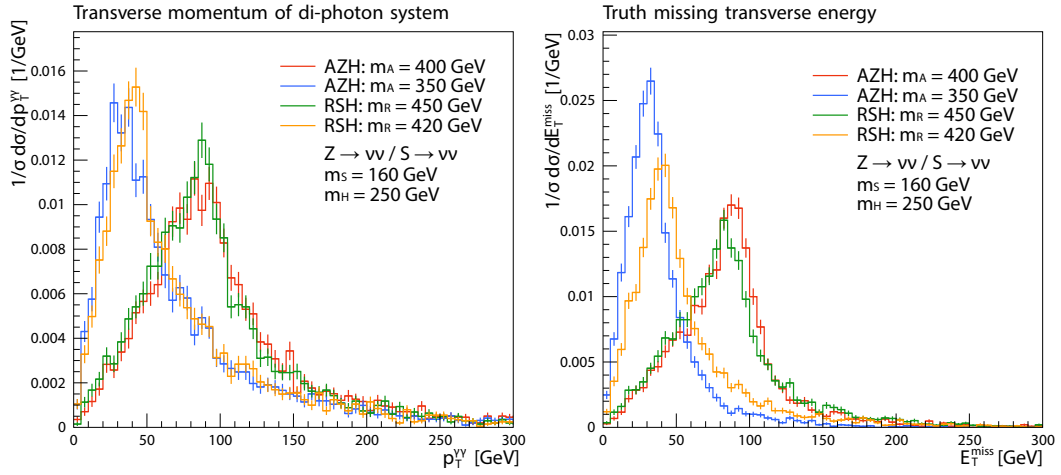 Transverse momentum of di-photon system
1/σ dσ/dp_T^γγ [1/GeV]
0.016
0.014
0.012
0.01
0.008
0.006
0.004
0.002
0
AZH: mA = 400 GeV
AZH: mA = 350 GeV
RSH: mR = 450 GeV
RSH: mR = 420 GeV
Z → νν / S → νν
mS = 160 GeV
mH = 250 GeV
0 50 100 150 200 250 300
p_T^γγ [GeV]
Truth missing transverse energy
1/σ dσ/dE_T^miss [1/GeV]
0.03
0.025
0.02
0.015
0.01
0.005
0
AZH: mA = 400 GeV
AZH: mA = 350 GeV
RSH: mR = 450 GeV
RSH: mR = 420 GeV
Z → νν / S → νν
mS = 160 GeV
mH = 250 GeV
0 50 100 150 200 250 300
E_T^miss [GeV]